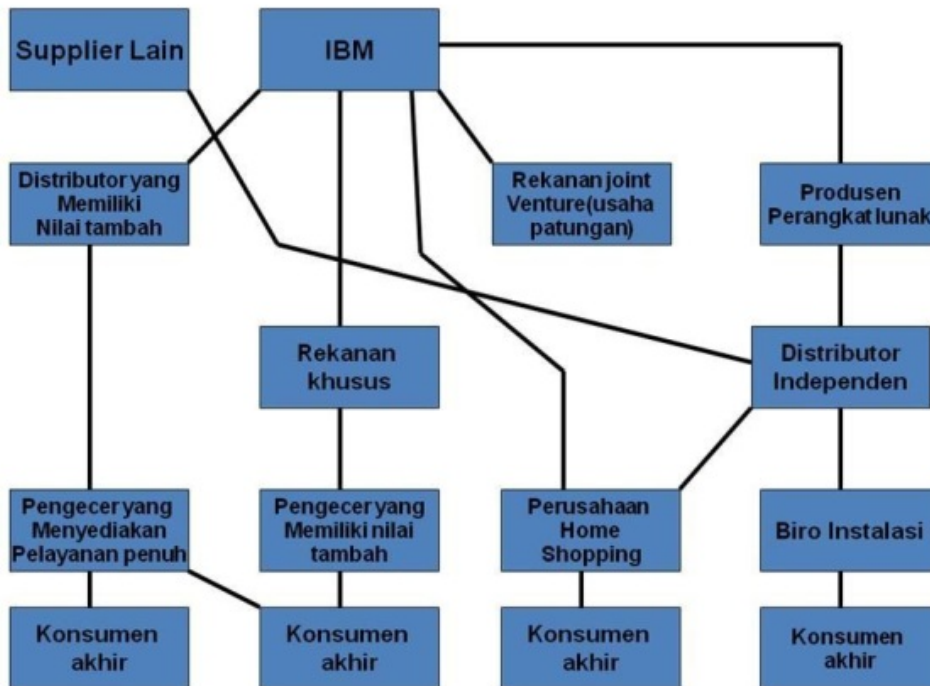 Supplier Lain
IBM
Distributor yang
Memiliki
Nilai tambah
Rekanan joint
Venture(usaha
patungan)
Produsen
Perangkat lunak
Rekanan
khusus
Distributor
Independen
Pengecer yang
Menyediakan
Pelayanan penuh
Pengecer yang
Memiliki nilai
tambah
Perusahaan
Home
Shopping
Biro Instalasi
Konsumen
akhir
Konsumen
akhir
Konsumen
akhir
Konsumen
akhir